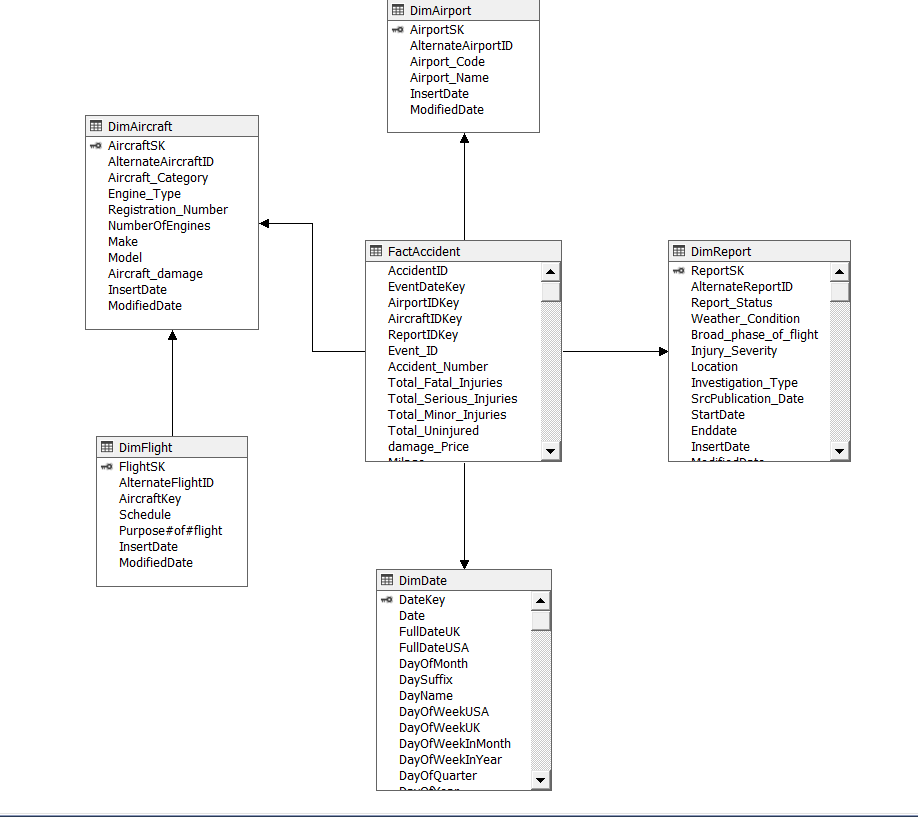 DimAirport
AirportSK
AlternateAirportID
Airport_Code
Airport_Name
InsertDate
ModifiedDate
DimAircraft
AircraftSK
AlternateAircraftID
Aircraft_Category
Engine_Type
Registration_Number
NumberOfEngines
Make
Model
Aircraft_damage
InsertDate
ModifiedDate
FactAccident
AccidentID
EventDateKey
AirportIDKey
AircraftIDKey
ReportIDKey
Event_ID
Accident_Number
Total_Fatal_Injuries
Total_Serious_Injuries
Total_Minor_Injuries
Total_Uninjured
damage_Price
DimReport
ReportSK
AlternateReportID
Report_Status
Weather_Condition
Broad_phase_of_flight
Injury_Severity
Location
Investigation_Type
SrcPublication_Date
StartDate
Enddate
InsertDate
ModifiedDate
DimFlight
FlightSK
AlternateFlightID
AircraftKey
Schedule
Purpose#of#flight
InsertDate
ModifiedDate
DimDate
DateKey
Date
FullDateUK
FullDateUSA
DayOfMonth
DaySuffix
DayName
DayOfWeekUSA
DayOfWeekUK
DayOfWeekInMonth
DayOfWeekInYear
DayOfQuarter
DayOfYear